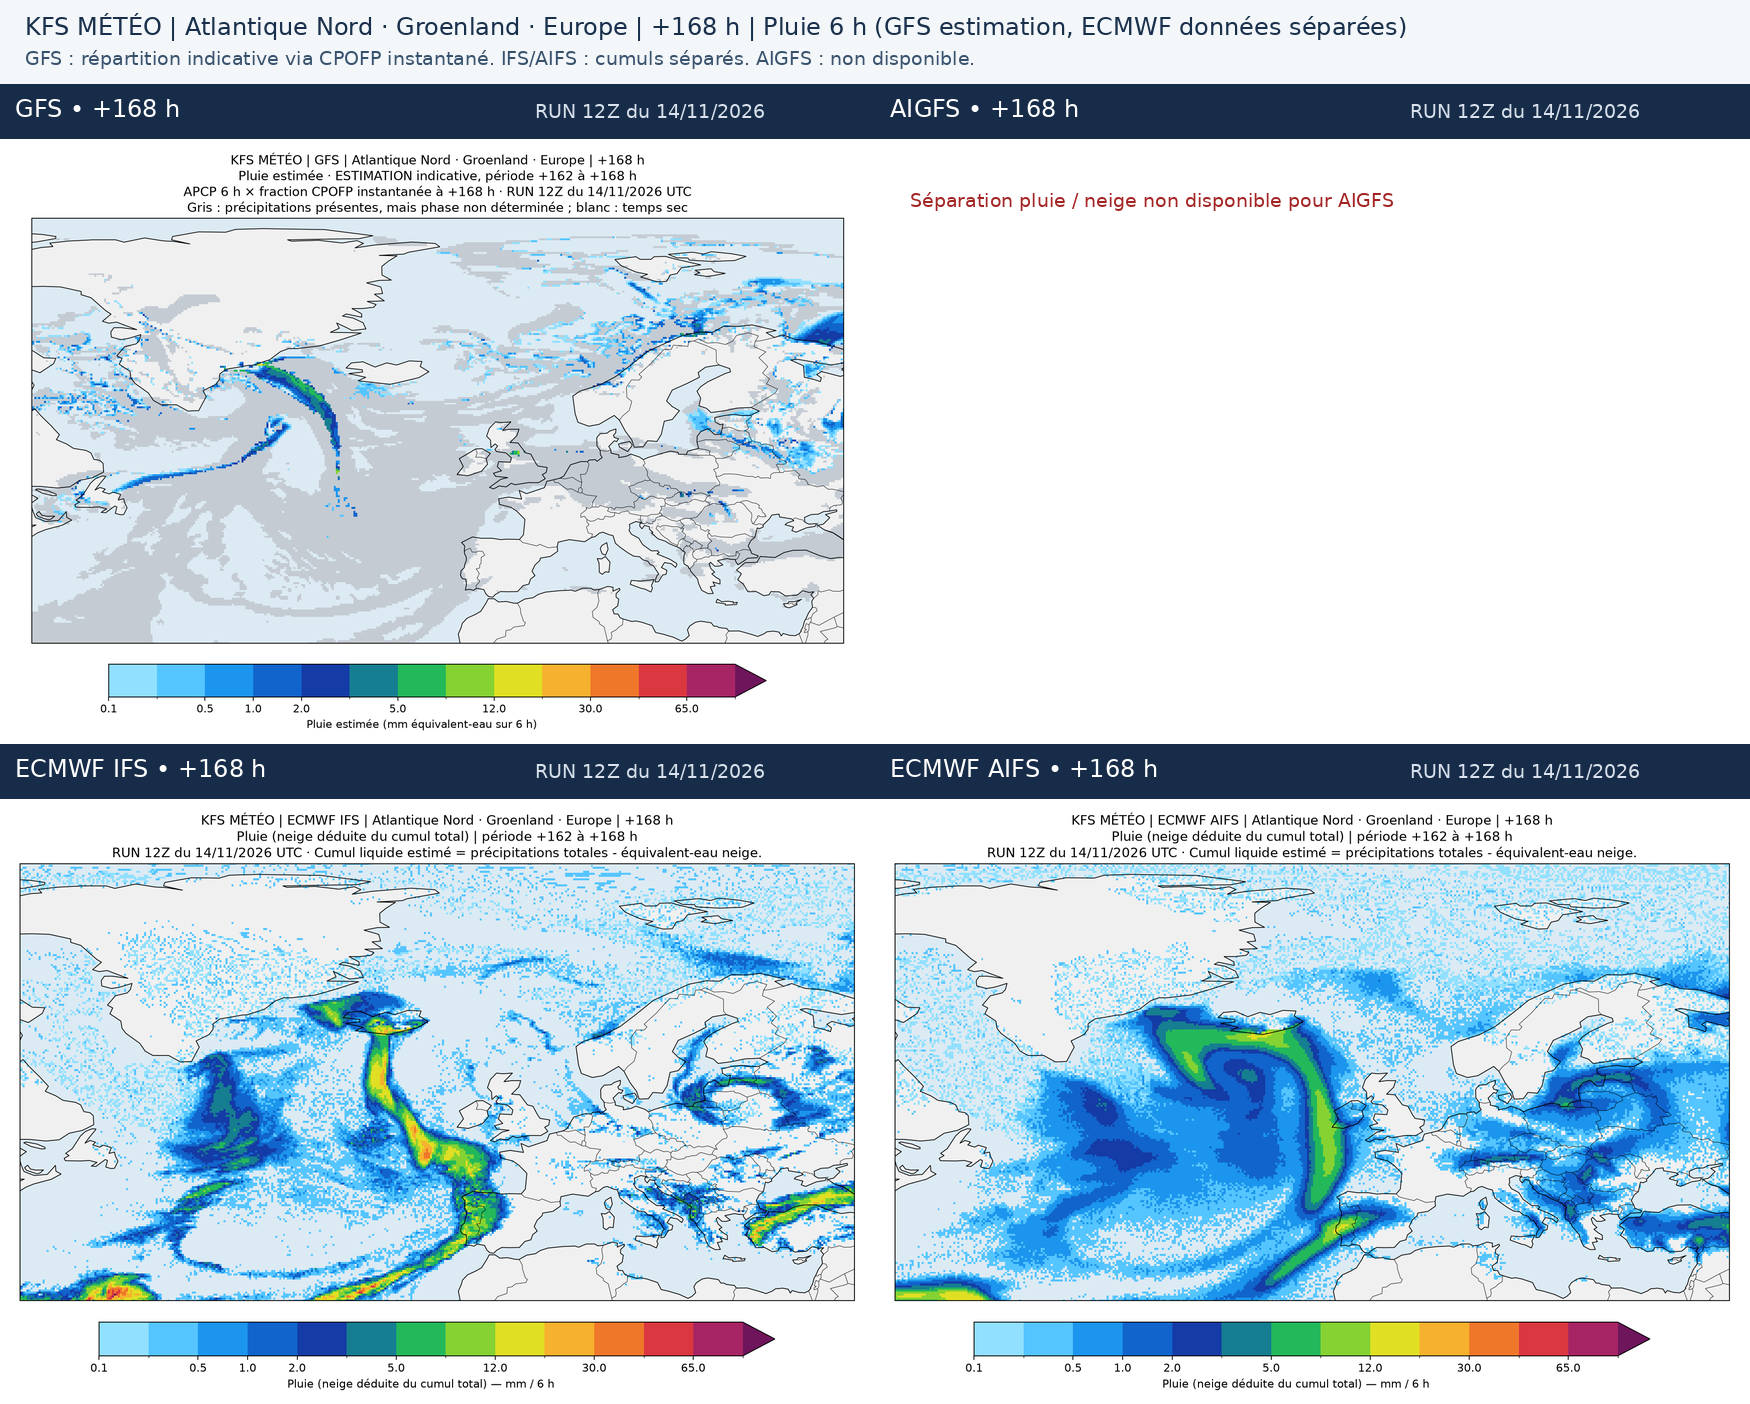 KFS MÉTÉO | Atlantique Nord · Groenland · Europe | +168 h | Pluie 6 h (GFS estimation, ECMWF données séparées)
GFS : répartition indicative via CPOFP instantané. IFS/AIFS : cumuls séparés. AIGFS : non disponible.
GFS • +168 h
RUN 12Z du 14/11/2026
AIGFS • +168 h
RUN 12Z du 14/11/2026
KFS MÉTÉO | GFS | Atlantique Nord · Groenland · Europe | +168 h
Pluie estimée · ESTIMATION indicative, période +162 à +168 h
APCP 6 h × fraction CPOFP instantanée à +168 h · RUN 12Z du 14/11/2026 UTC
Gris : précipitations présentes, mais phase non déterminée ; blanc : temps sec
Séparation pluie / neige non disponible pour AIGFS
0.1 0.5 1.0 2.0 5.0 12.0 30.0 65.0
Pluie estimée (mm équivalent-eau sur 6 h)
ECMWF IFS • +168 h
RUN 12Z du 14/11/2026
ECMWF AIFS • +168 h
RUN 12Z du 14/11/2026
KFS MÉTÉO | ECMWF IFS | Atlantique Nord · Groenland · Europe | +168 h
Pluie (neige déduite du cumul total) | période +162 à +168 h
RUN 12Z du 14/11/2026 UTC · Cumul liquide estimé = précipitations totales - équivalent-eau neige.
0.1 0.5 1.0 2.0 5.0 12.0 30.0 65.0
Pluie (neige déduite du cumul total) — mm / 6 h
KFS MÉTÉO | ECMWF AIFS | Atlantique Nord · Groenland · Europe | +168 h
Pluie (neige déduite du cumul total) | période +162 à +168 h
RUN 12Z du 14/11/2026 UTC · Cumul liquide estimé = précipitations totales - équivalent-eau neige.
0.1 0.5 1.0 2.0 5.0 12.0 30.0 65.0
Pluie (neige déduite du cumul total) — mm / 6 h